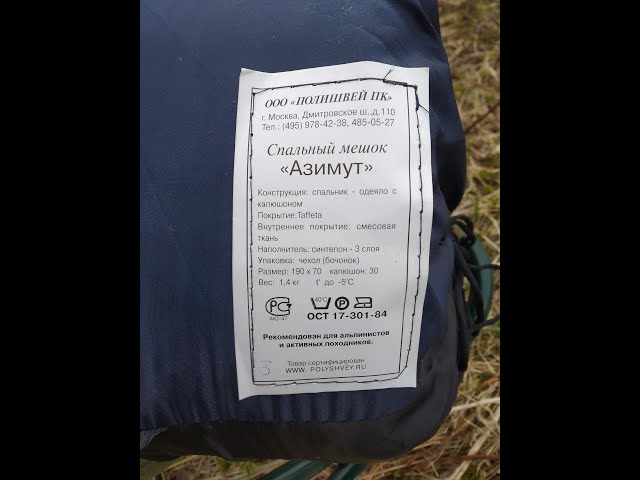 ООО «ПОЛИШВЕЙ ПК»
г. Москва, Дмитровское ш., д.110
Тел.: (495) 978-42-38, 485-05-27
Спальный мешок
«Азимут»
Конструкция: спальник - одеяло с
капюшоном
Покрытие:Taffeta
Внутреннее покрытие: смесовая
ткань
Наполнитель: синтепон - 3 слоя
Упаковка: чехол (бочонок)
Размер: 190 х 70 капюшон: 30
Вес: 1,4 кг t° до -5°С
РС 40°С Р
ОСТ 17-301-84
Рекомендован для альпинистов
и активных походников.
Товар сертифицирован
WWW. POLYSHVEY.RU
3